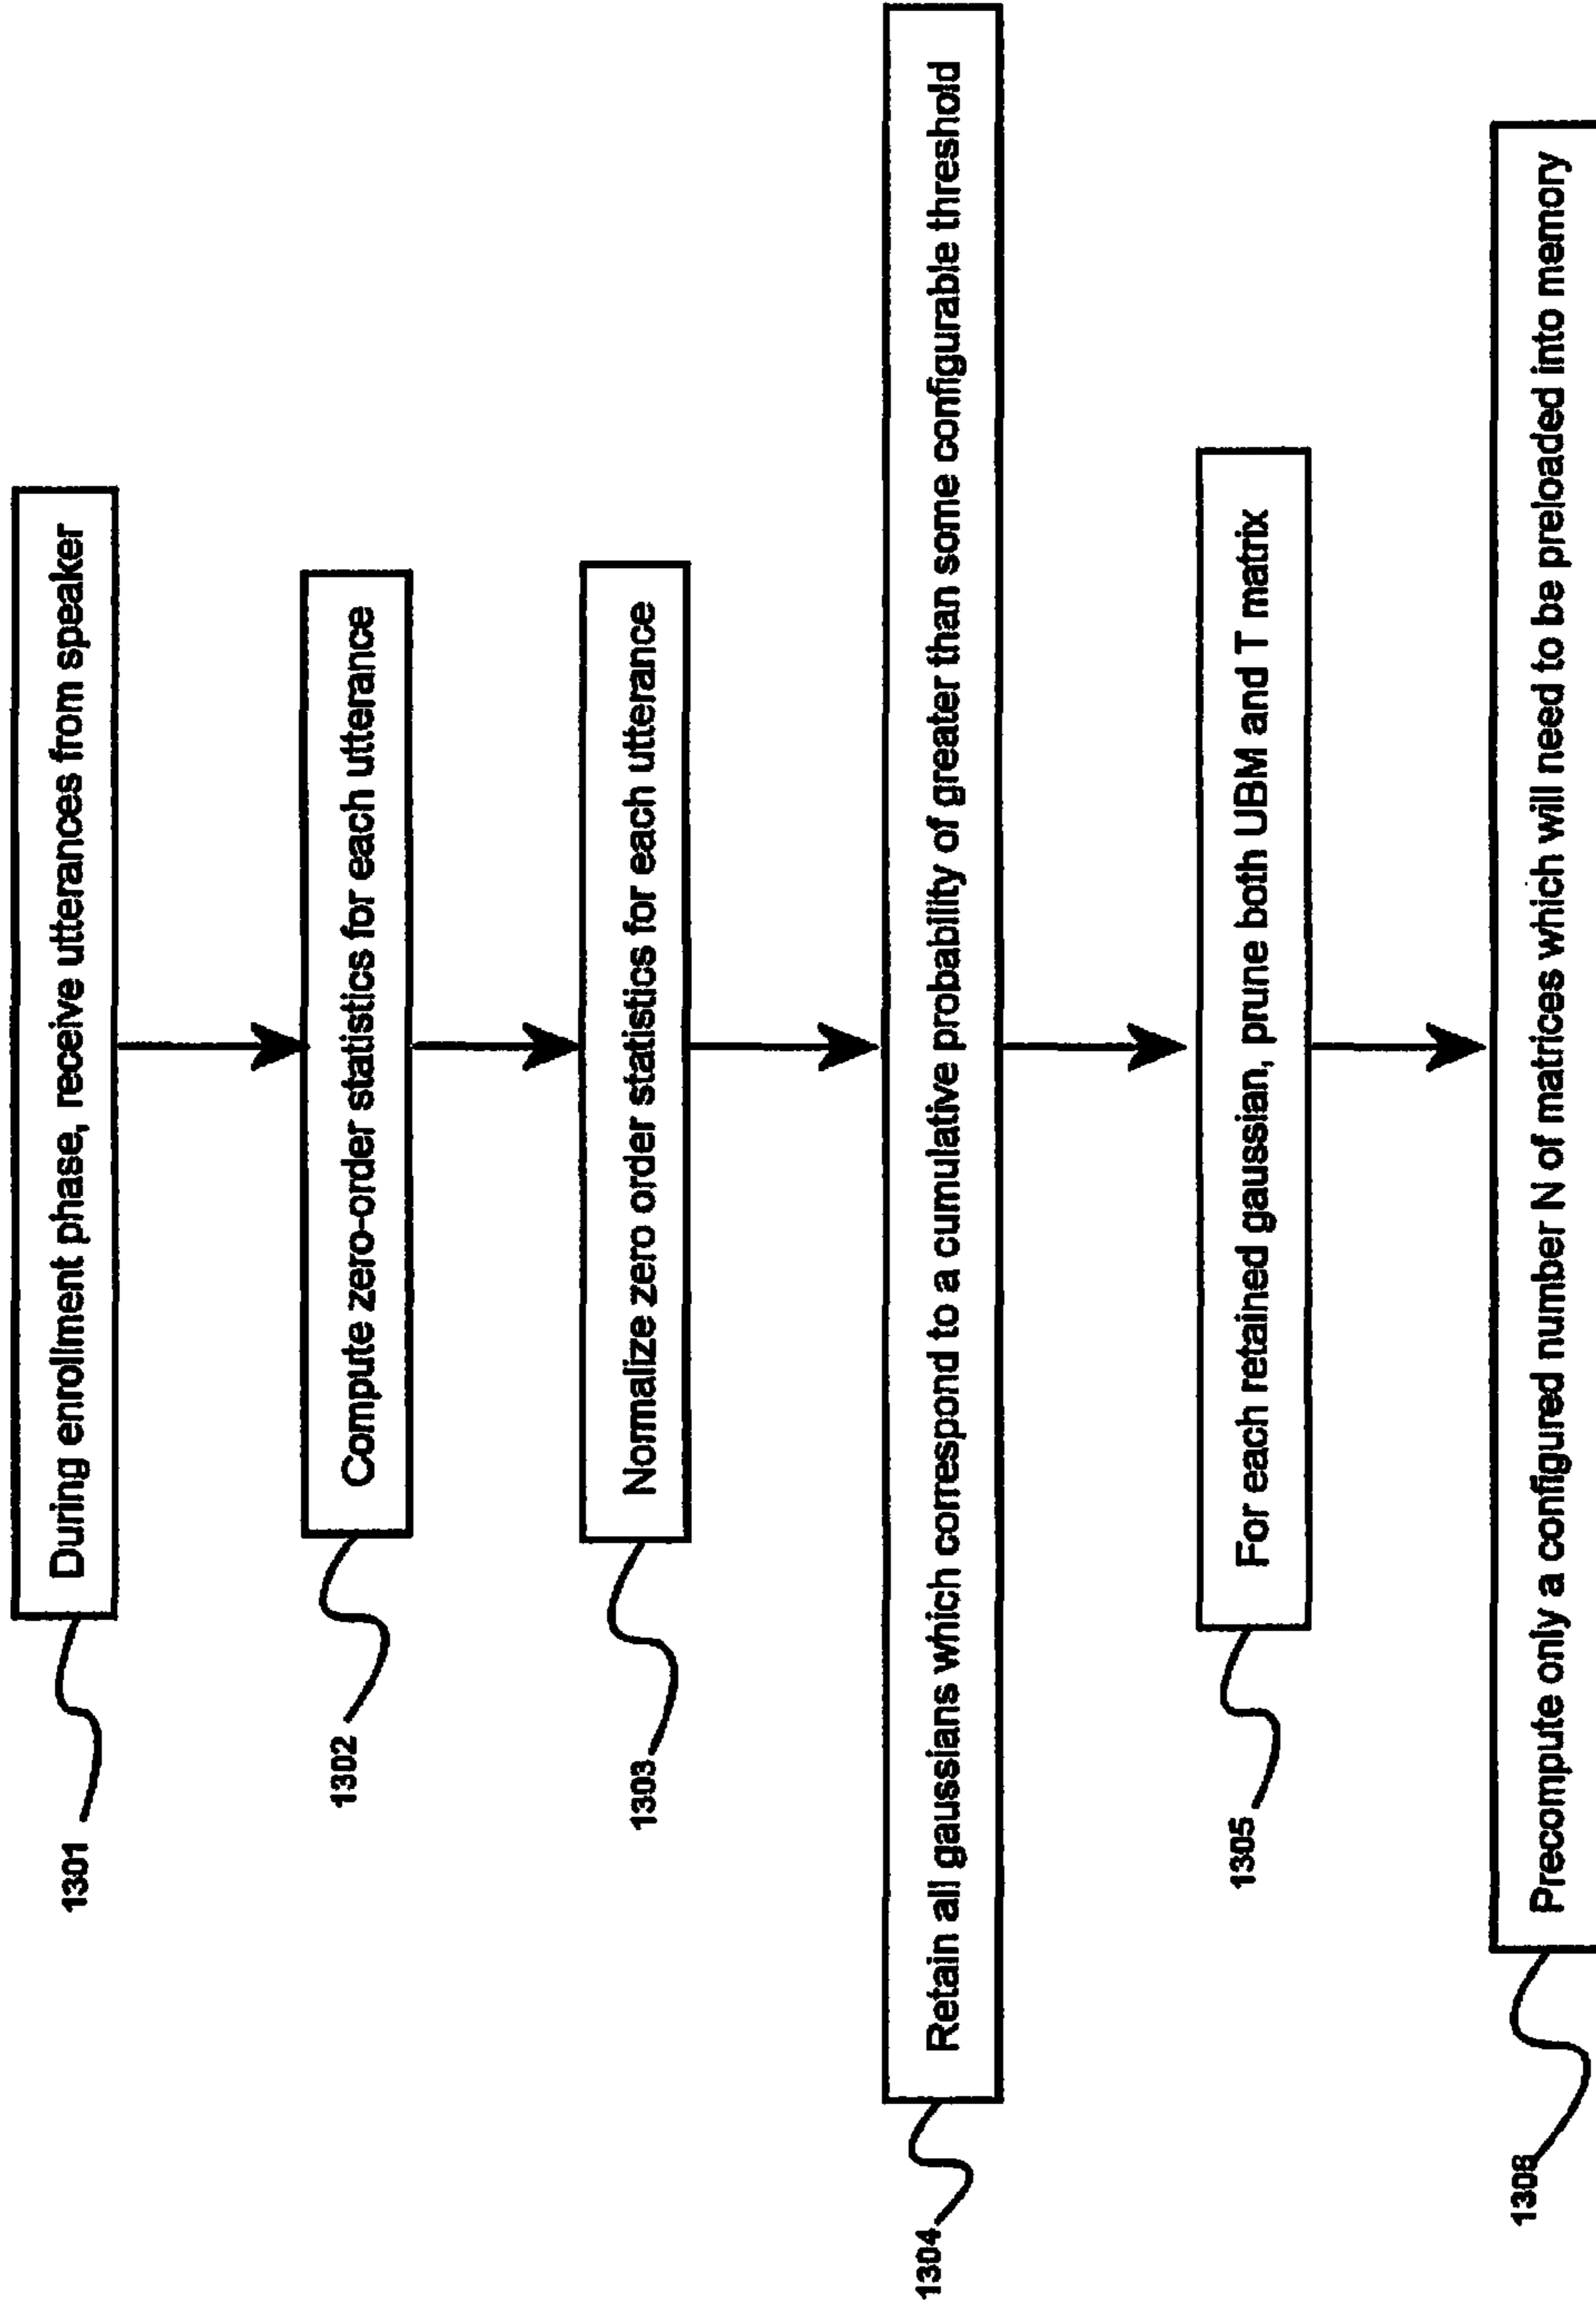 1301
During enrollment phase, receive utterances from speaker
1302
Compute zero-order statistics for each utterance
1303
Normalize zero order statistics for each utterance
1304
Retain all gaussians which correspond to a cumulative probability of greater than some configurable threshold
1305
For each retained gaussian, prune both UBM and T matrix
1306
Precompute only a configured number N of matrices which will need to be preloaded into memory